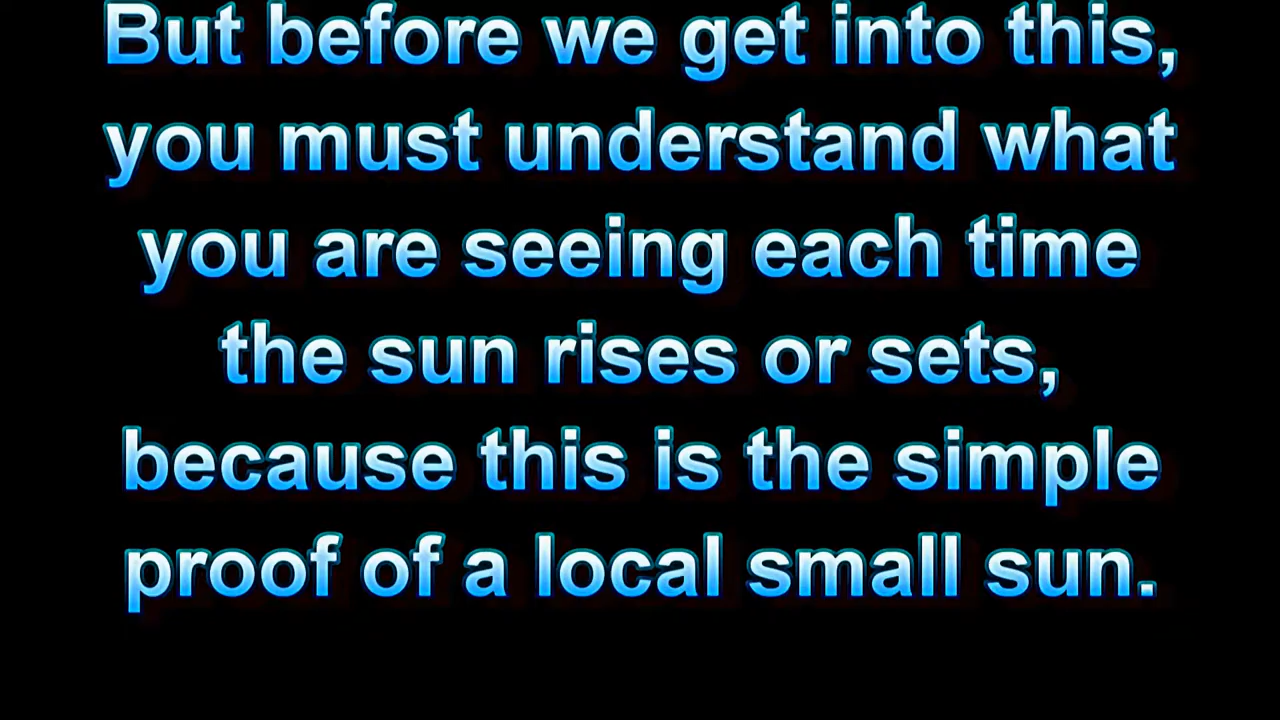 But before we get into this,
you must understand what
you are seeing each time
the sun rises or sets,
because this is the simple
proof of a local small sun.